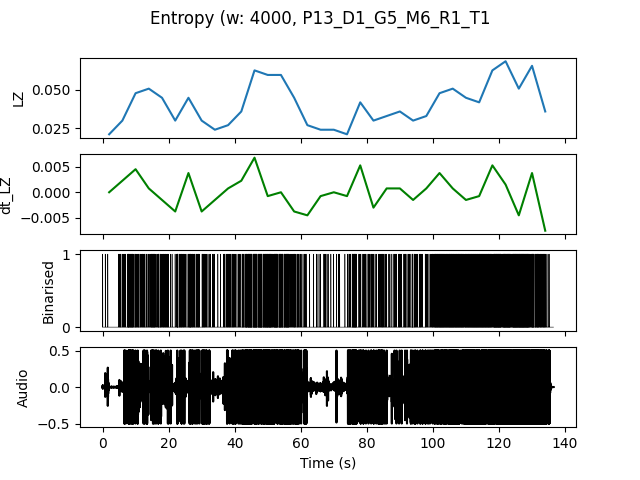 Entropy (w: 4000, P13_D1_G5_M6_R1_T1
LZ
0.050
0.025
dt_LZ
0.005
0.000
−0.005
Binarised
1
0
Audio
0.5
0.0
−0.5
0 20 40 60 80 100 120 140
Time (s)